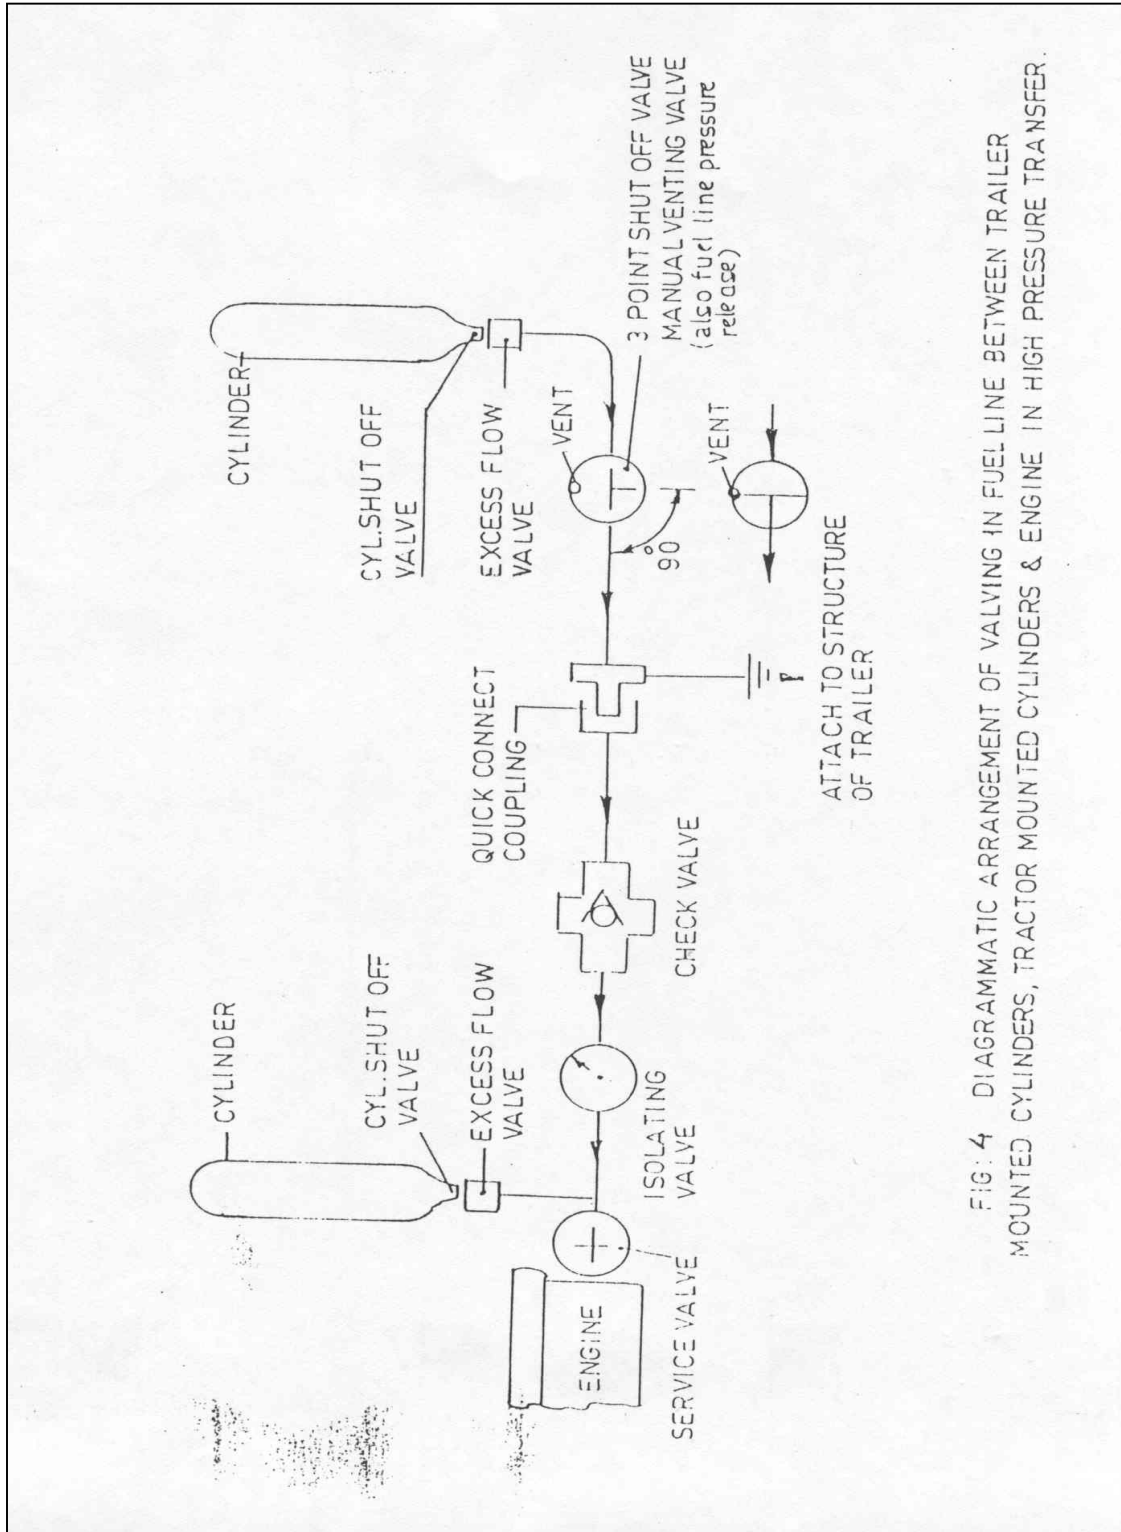 CYLINDER
CYL.SHUT OFF
VALVE
EXCESS FLOW
VALVE
CYLINDER
CYL.SHUT OFF
VALVE
EXCESS FLOW
VALVE
VENT
3 POINT SHUT OFF VALVE
MANUAL VENTING VALVE
(also fuel line pressure
release)
90°
VENT
QUICK CONNECT
COUPLING
ATTACH TO STRUCTURE
OF TRAILER
CHECK VALVE
ISOLATING
VALVE
ENGINE
SERVICE VALVE
FIG: 4 DIAGRAMMATIC ARRANGEMENT OF VALVING IN FUEL LINE BETWEEN TRAILER
MOUNTED CYLINDERS, TRACTOR MOUNTED CYLINDERS & ENGINE IN HIGH PRESSURE TRANSFER.